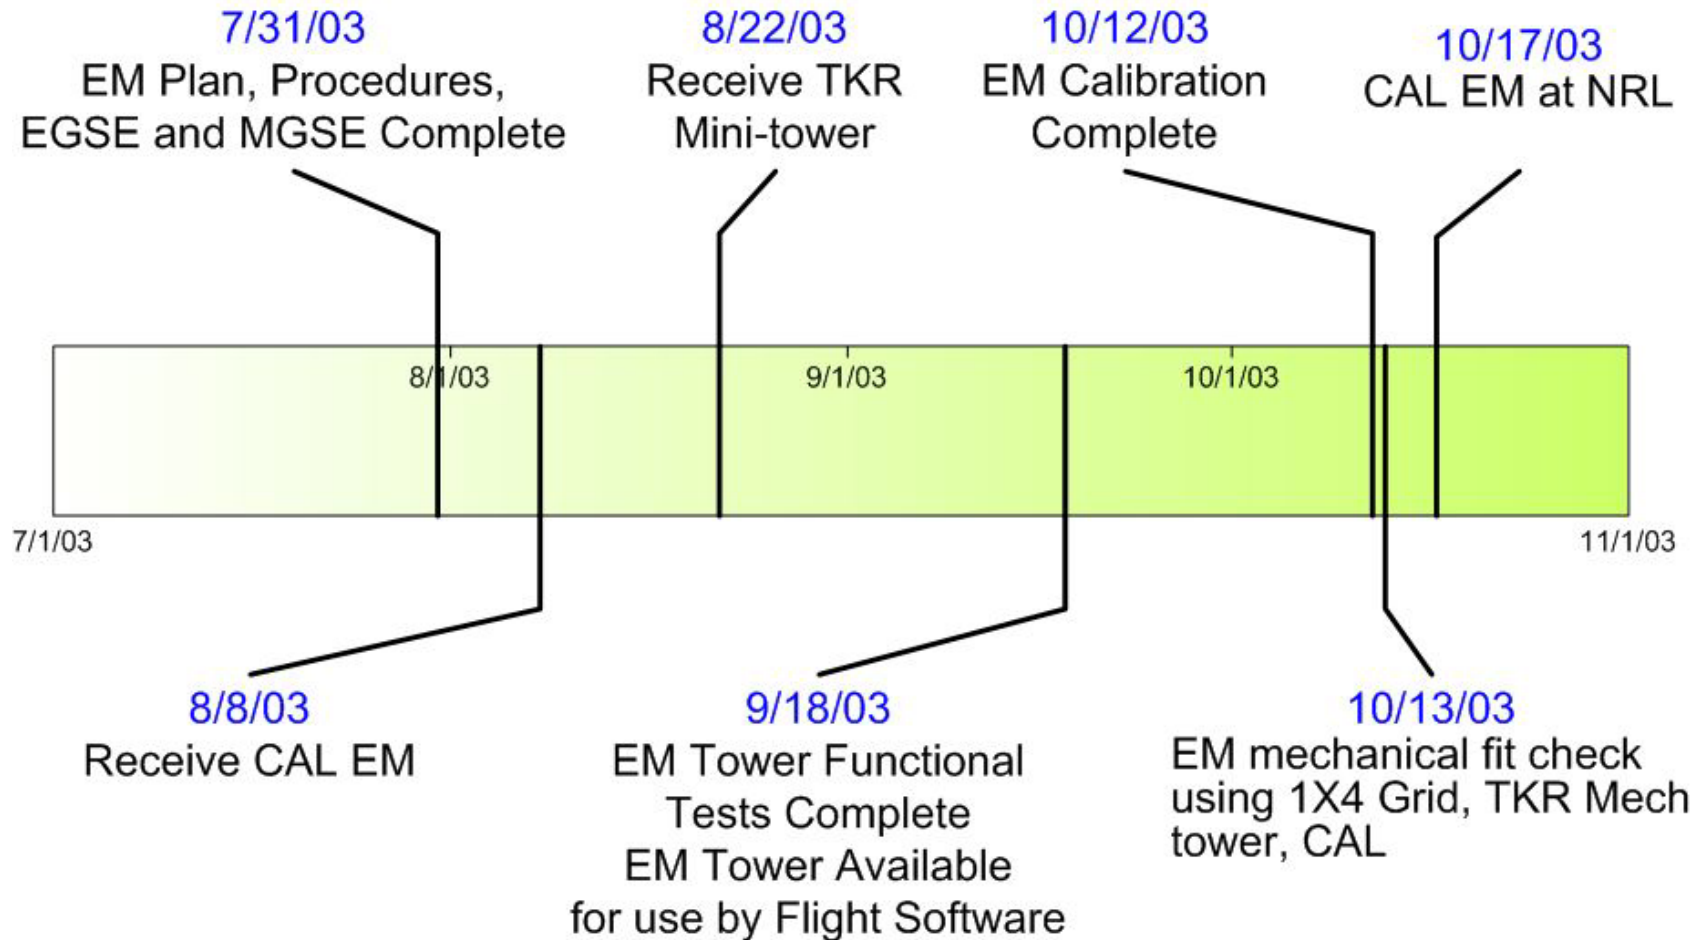 7/31/03
EM Plan, Procedures,
EGSE and MGSE Complete
8/22/03
Receive TKR
Mini-tower
10/12/03
EM Calibration
Complete
10/17/03
CAL EM at NRL
8/1/03
9/1/03
10/1/03
7/1/03
11/1/03
8/8/03
Receive CAL EM
9/18/03
EM Tower Functional
Tests Complete
EM Tower Available
for use by Flight Software
10/13/03
EM mechanical fit check
using 1X4 Grid, TKR Mech
tower, CAL